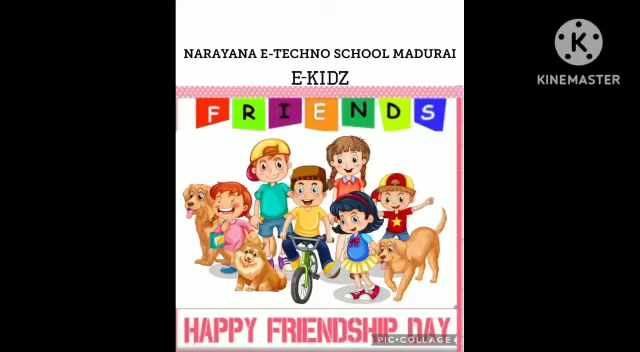 NARAYANA E-TECHNO SCHOOL MADURAI
E-KIDZ
K
KINEMASTER
FRIENDS
HAPPY FRIENDSHIP DAY
PIC•COLLAGE